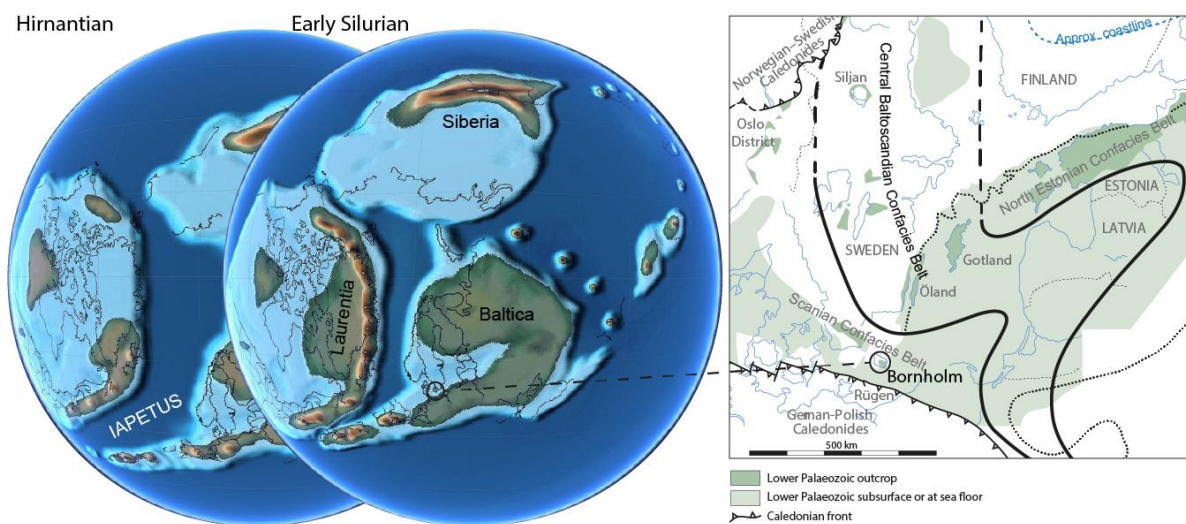 Hirnantian
Early Silurian
Siberia
Laurentia
Baltica
IAPETUS
Norwegian–Swedish
Caledonides
Siljan
Oslo
District
Central Baltoscandian Confacies Belt
Approx. coastline
FINLAND
North Estonian Confacies Belt
ESTONIA
LATVIA
SWEDEN
Gotland
Öland
Scanian Confacies Belt
Bornholm
Rügen
Geman-Polish
Caledonides
500 km
Lower Palaeozoic outcrop
Lower Palaeozoic subsurface or at sea floor
Caledonian front